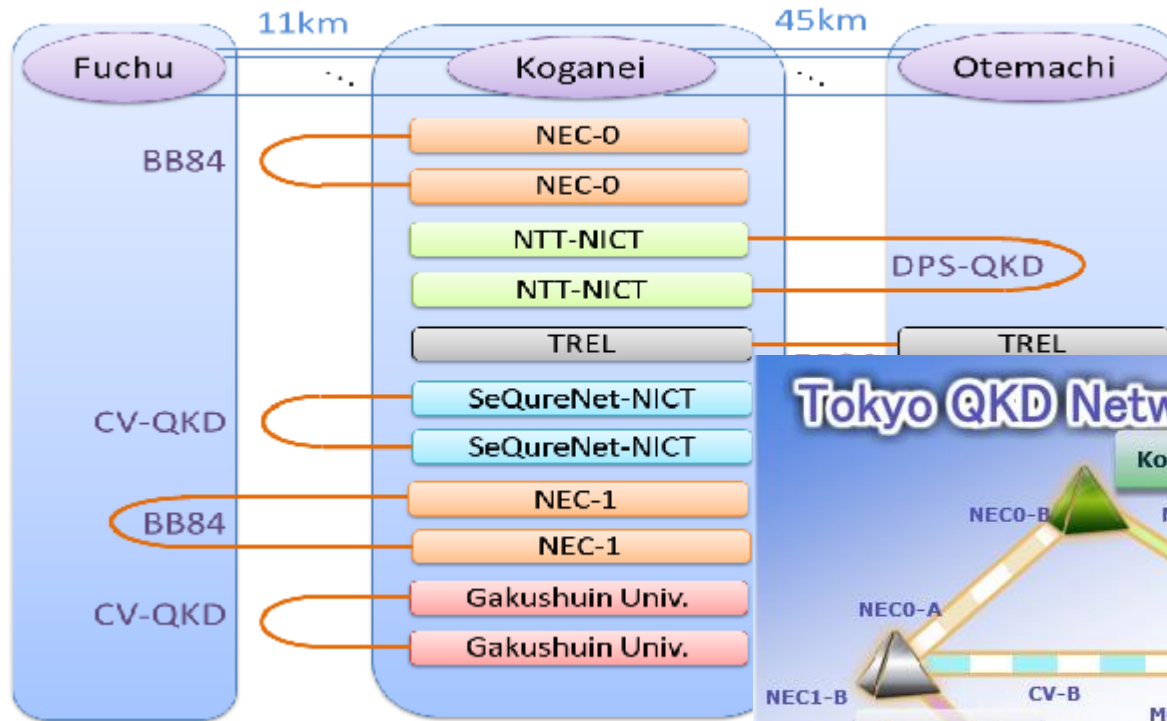 11km
45km
Fuchu
Koganei
Otemachi
BB84
NEC-0
NEC-0
NTT-NICT
DPS-QKD
NTT-NICT
TREL
TREL
SeQureNet-NICT
CV-QKD
SeQureNet-NICT
NEC-1
BB84
NEC-1
CV-QKD
Gakushuin Univ.
Gakushuin Univ.
Tokyo QKD Netw
Ko
NEC0-B
NEC0-A
NEC1-B
CV-B